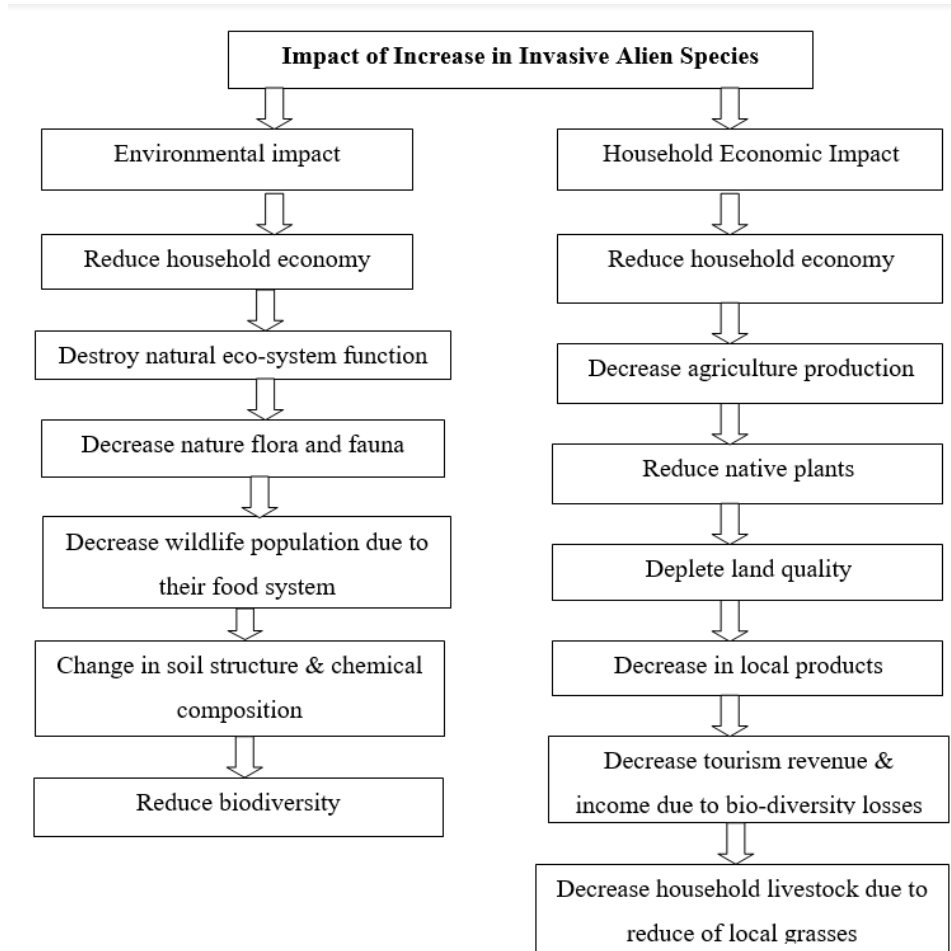 Impact of Increase in Invasive Alien Species
Environmental impact
Reduce household economy
Destroy natural eco-system function
Decrease nature flora and fauna
Decrease wildlife population due to
their food system
Change in soil structure & chemical
composition
Reduce biodiversity
Household Economic Impact
Reduce household economy
Decrease agriculture production
Reduce native plants
Deplete land quality
Decrease in local products
Decrease tourism revenue &
income due to bio-diversity losses
Decrease household livestock due to
reduce of local grasses